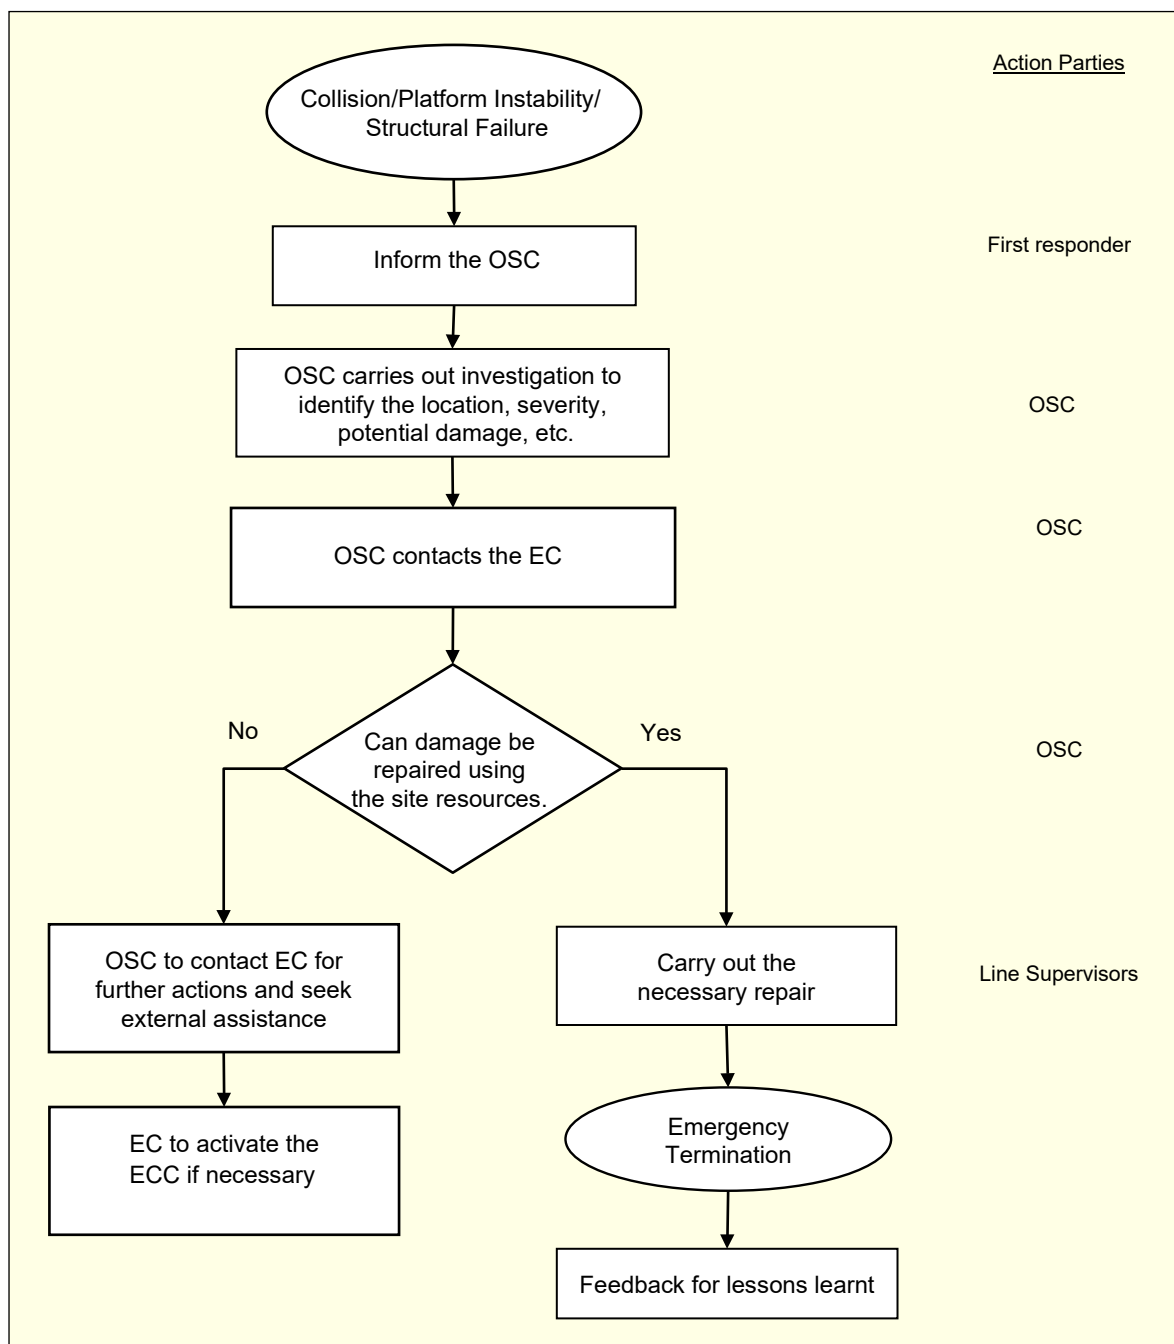 Action Parties
Collision/Platform Instability/
Structural Failure
Inform the OSC
First responder
OSC carries out investigation to
identify the location, severity,
potential damage, etc.
OSC
OSC contacts the EC
OSC
No
Yes
Can damage be
repaired using
the site resources.
OSC
OSC to contact EC for
further actions and seek
external assistance
Carry out the
necessary repair
Line Supervisors
EC to activate the
ECC if necessary
Emergency
Termination
Feedback for lessons learnt